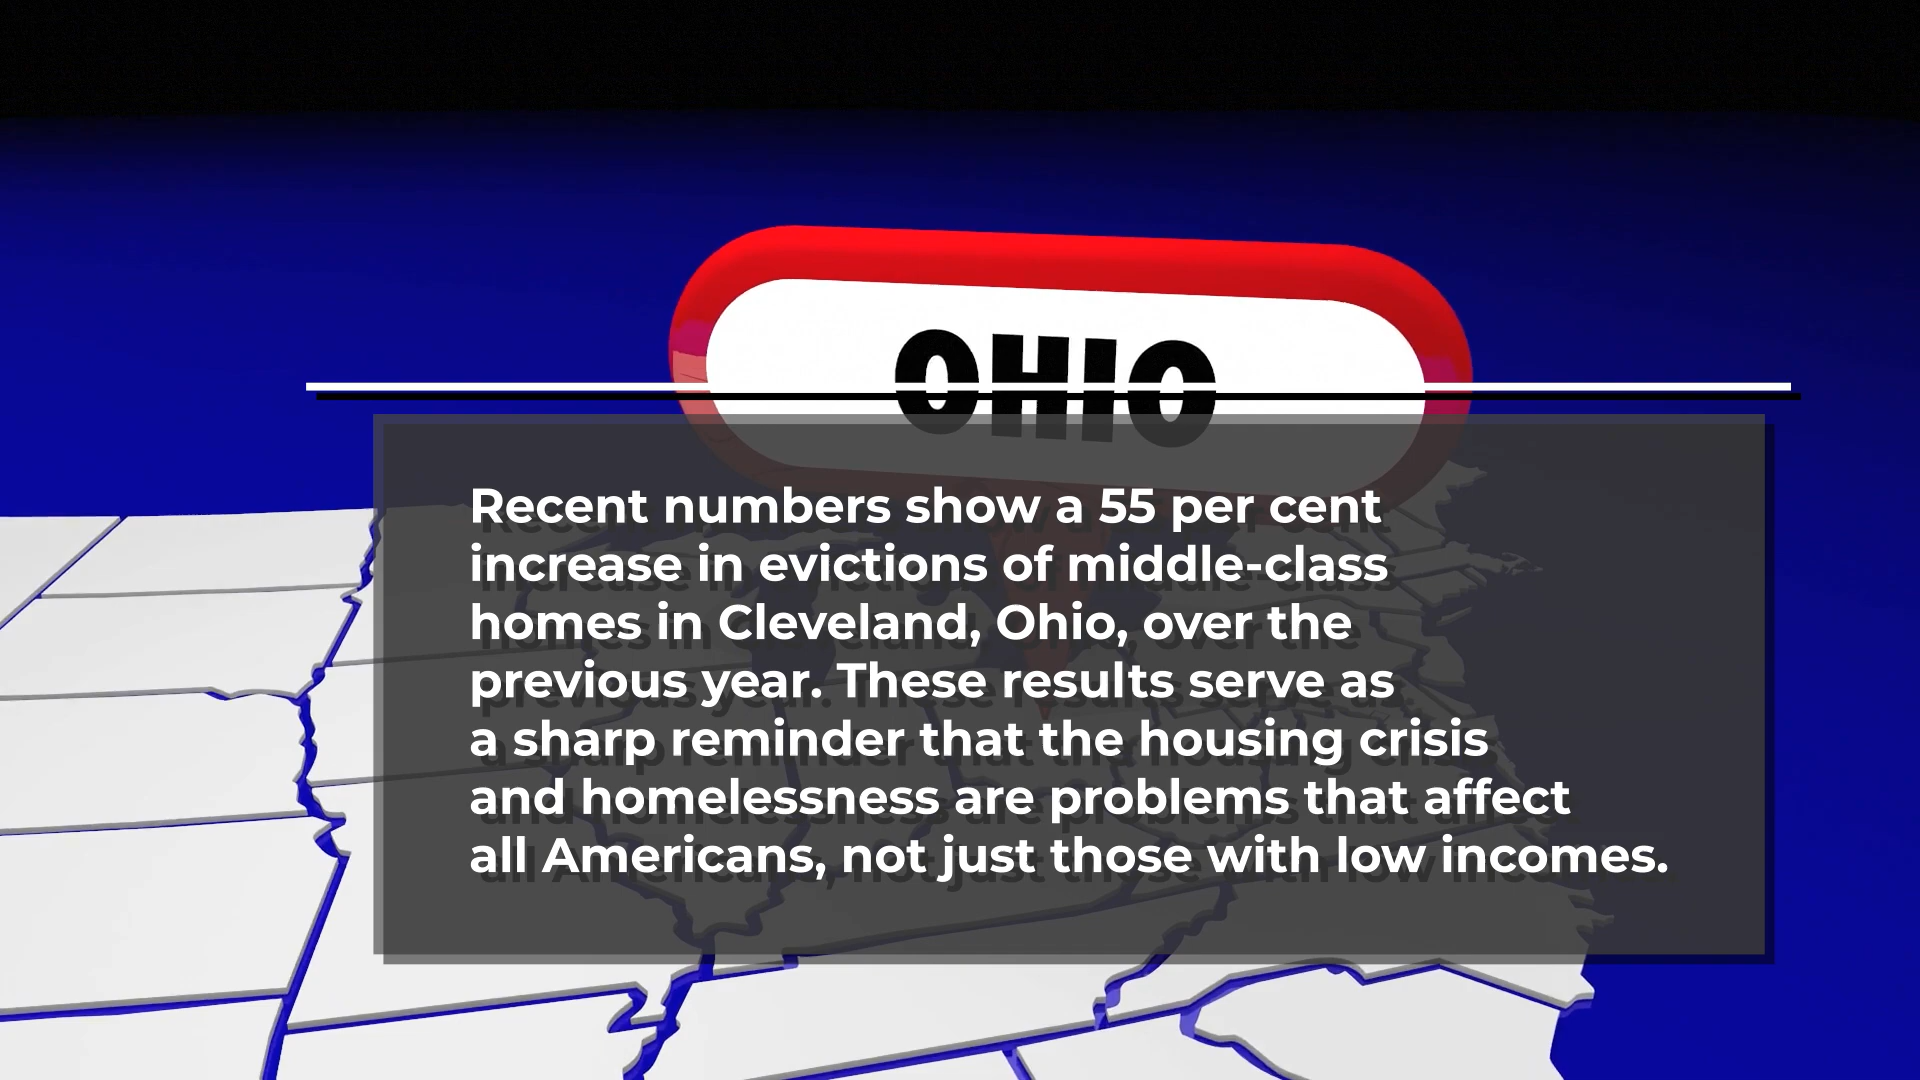 OHIO
Recent numbers show a 55 per cent
increase in evictions of middle-class
homes in Cleveland, Ohio, over the
previous year. These results serve as
a sharp reminder that the housing crisis
and homelessness are problems that affect
all Americans, not just those with low incomes.